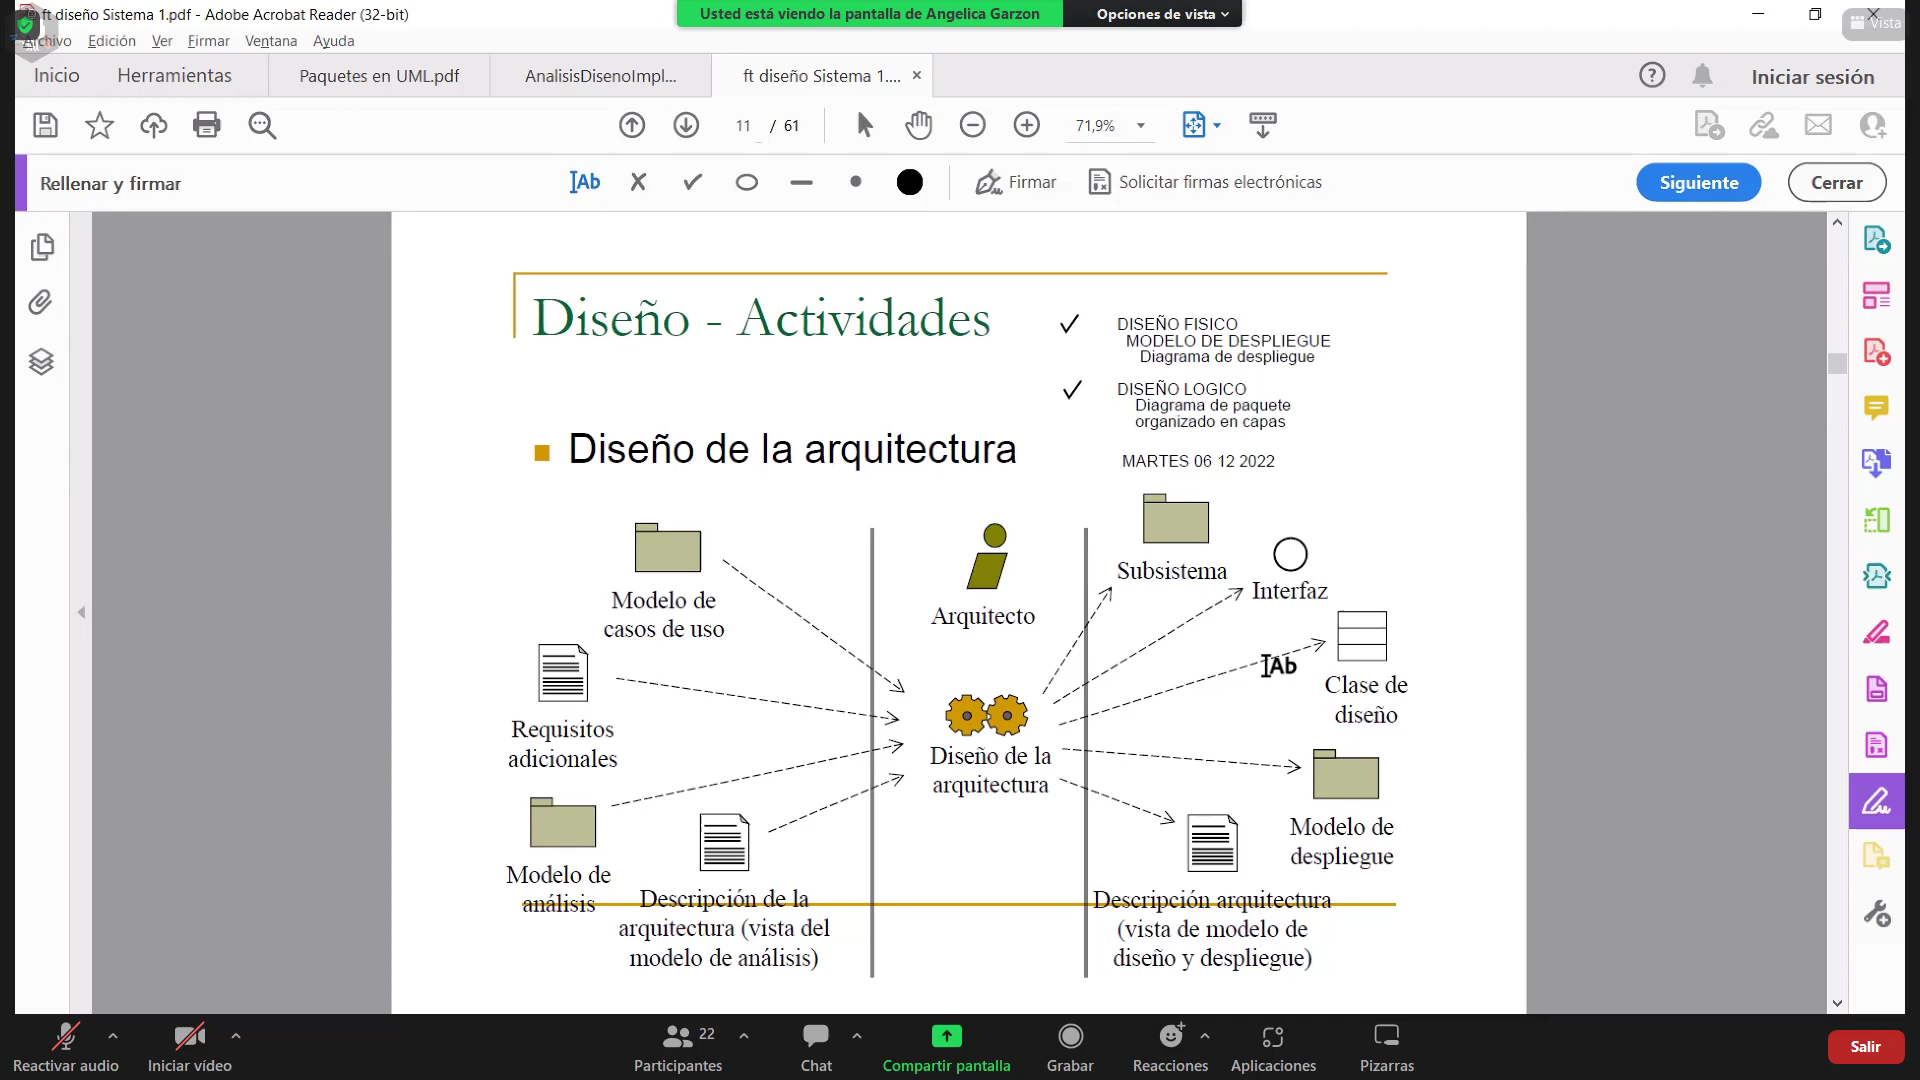 ft diseño Sistema 1.pdf - Adobe Acrobat Reader (32-bit)
Usted está viendo la pantalla de Angelica Garzon
Opciones de vista
Vista
Archivo Edición Ver Firmar Ventana Ayuda
Inicio Herramientas Paquetes en UML.pdf AnalisisDisenoImpl... ft diseño Sistema 1.... × Iniciar sesión
11 / 61 71,9%
Rellenar y firmar
Ab Firmar Solicitar firmas electrónicas Siguiente Cerrar
Diseño - Actividades
DISEÑO FISICO
MODELO DE DESPLIEGUE
Diagrama de despliegue
DISEÑO LOGICO
Diagrama de paquete
organizado en capas
Diseño de la arquitectura
MARTES 06 12 2022
Modelo de
casos de uso
Requisitos
adicionales
Modelo de
análisis
Descripción de la
arquitectura (vista del
modelo de análisis)
Arquitecto
Diseño de la
arquitectura
Subsistema
Interfaz
Ab
Clase de
diseño
Modelo de
despliegue
Descripción arquitectura
(vista de modelo de
diseño y despliegue)
Reactivar audio
Iniciar vídeo
22
Participantes
Chat
Compartir pantalla
Grabar
Reacciones
Aplicaciones
Pizarras
Salir